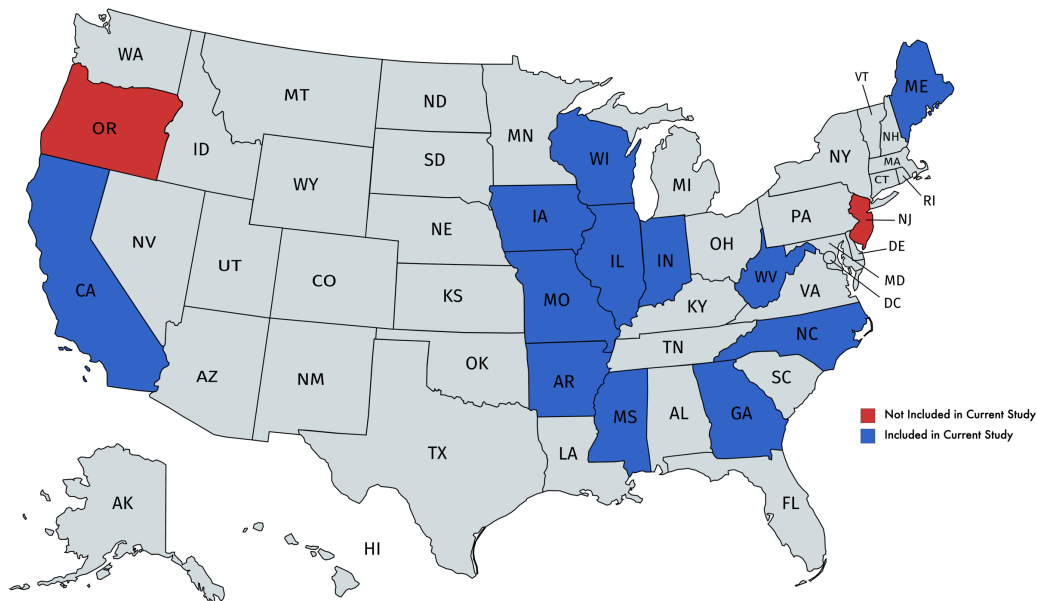 WA
OR
CA
ID
NV
MT
WY
UT
AZ
CO
NM
ND
SD
NE
KS
OK
TX
MN
IA
MO
AR
LA
WI
IL
MS
MI
IN
KY
TN
AL
OH
WV
GA
FL
SC
NC
VA
PA
NY
VT
NH
ME
MA
CT
RI
NJ
DE
MD
DC
AK
HI
Not Included in Current Study
Included in Current Study